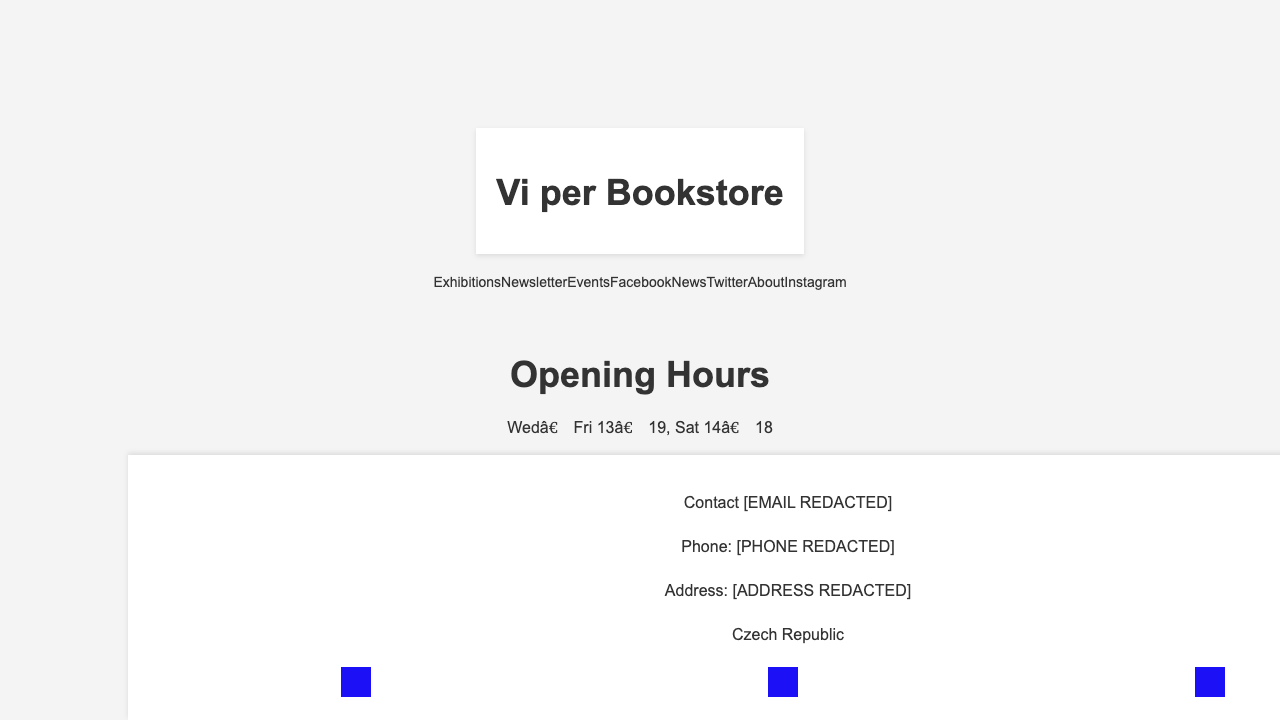 Vi per Bookstore
ExhibitionsNewsletterEventsFacebookNewsTwitterAboutInstagram
Opening Hours
Wedâ€ Fri 13â€ 19, Sat 14â€ 18
Contact [EMAIL REDACTED]
Phone: [PHONE REDACTED]
Address: [ADDRESS REDACTED]
Czech Republic